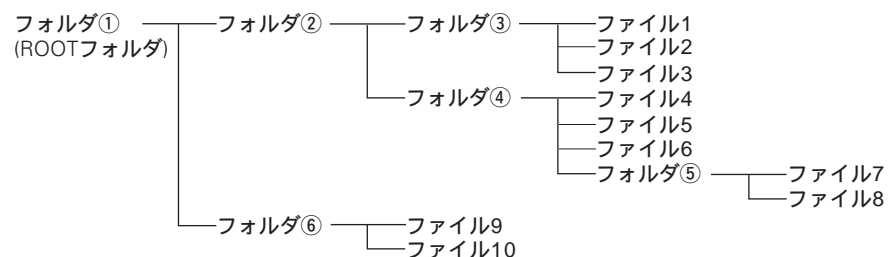 フォルダ① フォルダ② フォルダ③ ファイル1
(ROOTフォルダ) ファイル2
ファイル3
フォルダ④ ファイル4
ファイル5
ファイル6
フォルダ⑤ ファイル7
ファイル8
フォルダ⑥ ファイル9
ファイル10